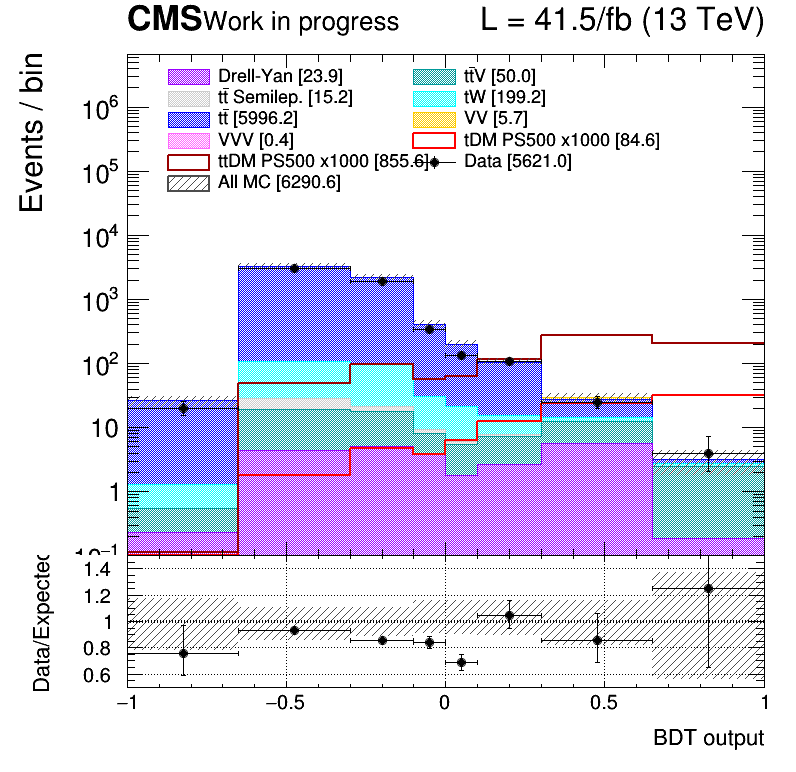 CMS Work in progress L = 41.5/fb (13 TeV)
Events / bin
Drell-Yan [23.9] tt̄V [50.0]
tt̄ Semilep. [15.2] tW [199.2]
tt̄ [5996.2] VV [5.7]
VVV [0.4] tDM PS500 x1000 [84.6]
ttDM PS500 x1000 [855.6] Data [5621.0]
All MC [6290.6]
10⁶
10⁵
10⁴
10³
10²
10
1
10⁻¹
Data/Expected
1.4
1.2
1
0.8
0.6
−1 −0.5 0 0.5 1
BDT output